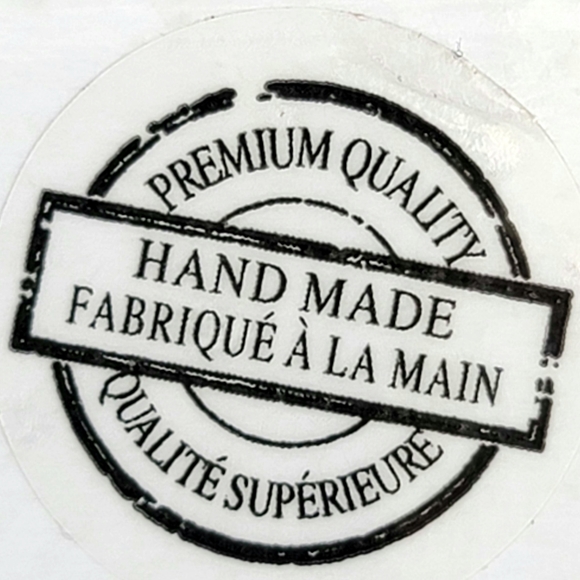 PREMIUM QUALITY
HAND MADE
FABRIQUÉ À LA MAIN
QUALITÉ SUPÉRIEURE